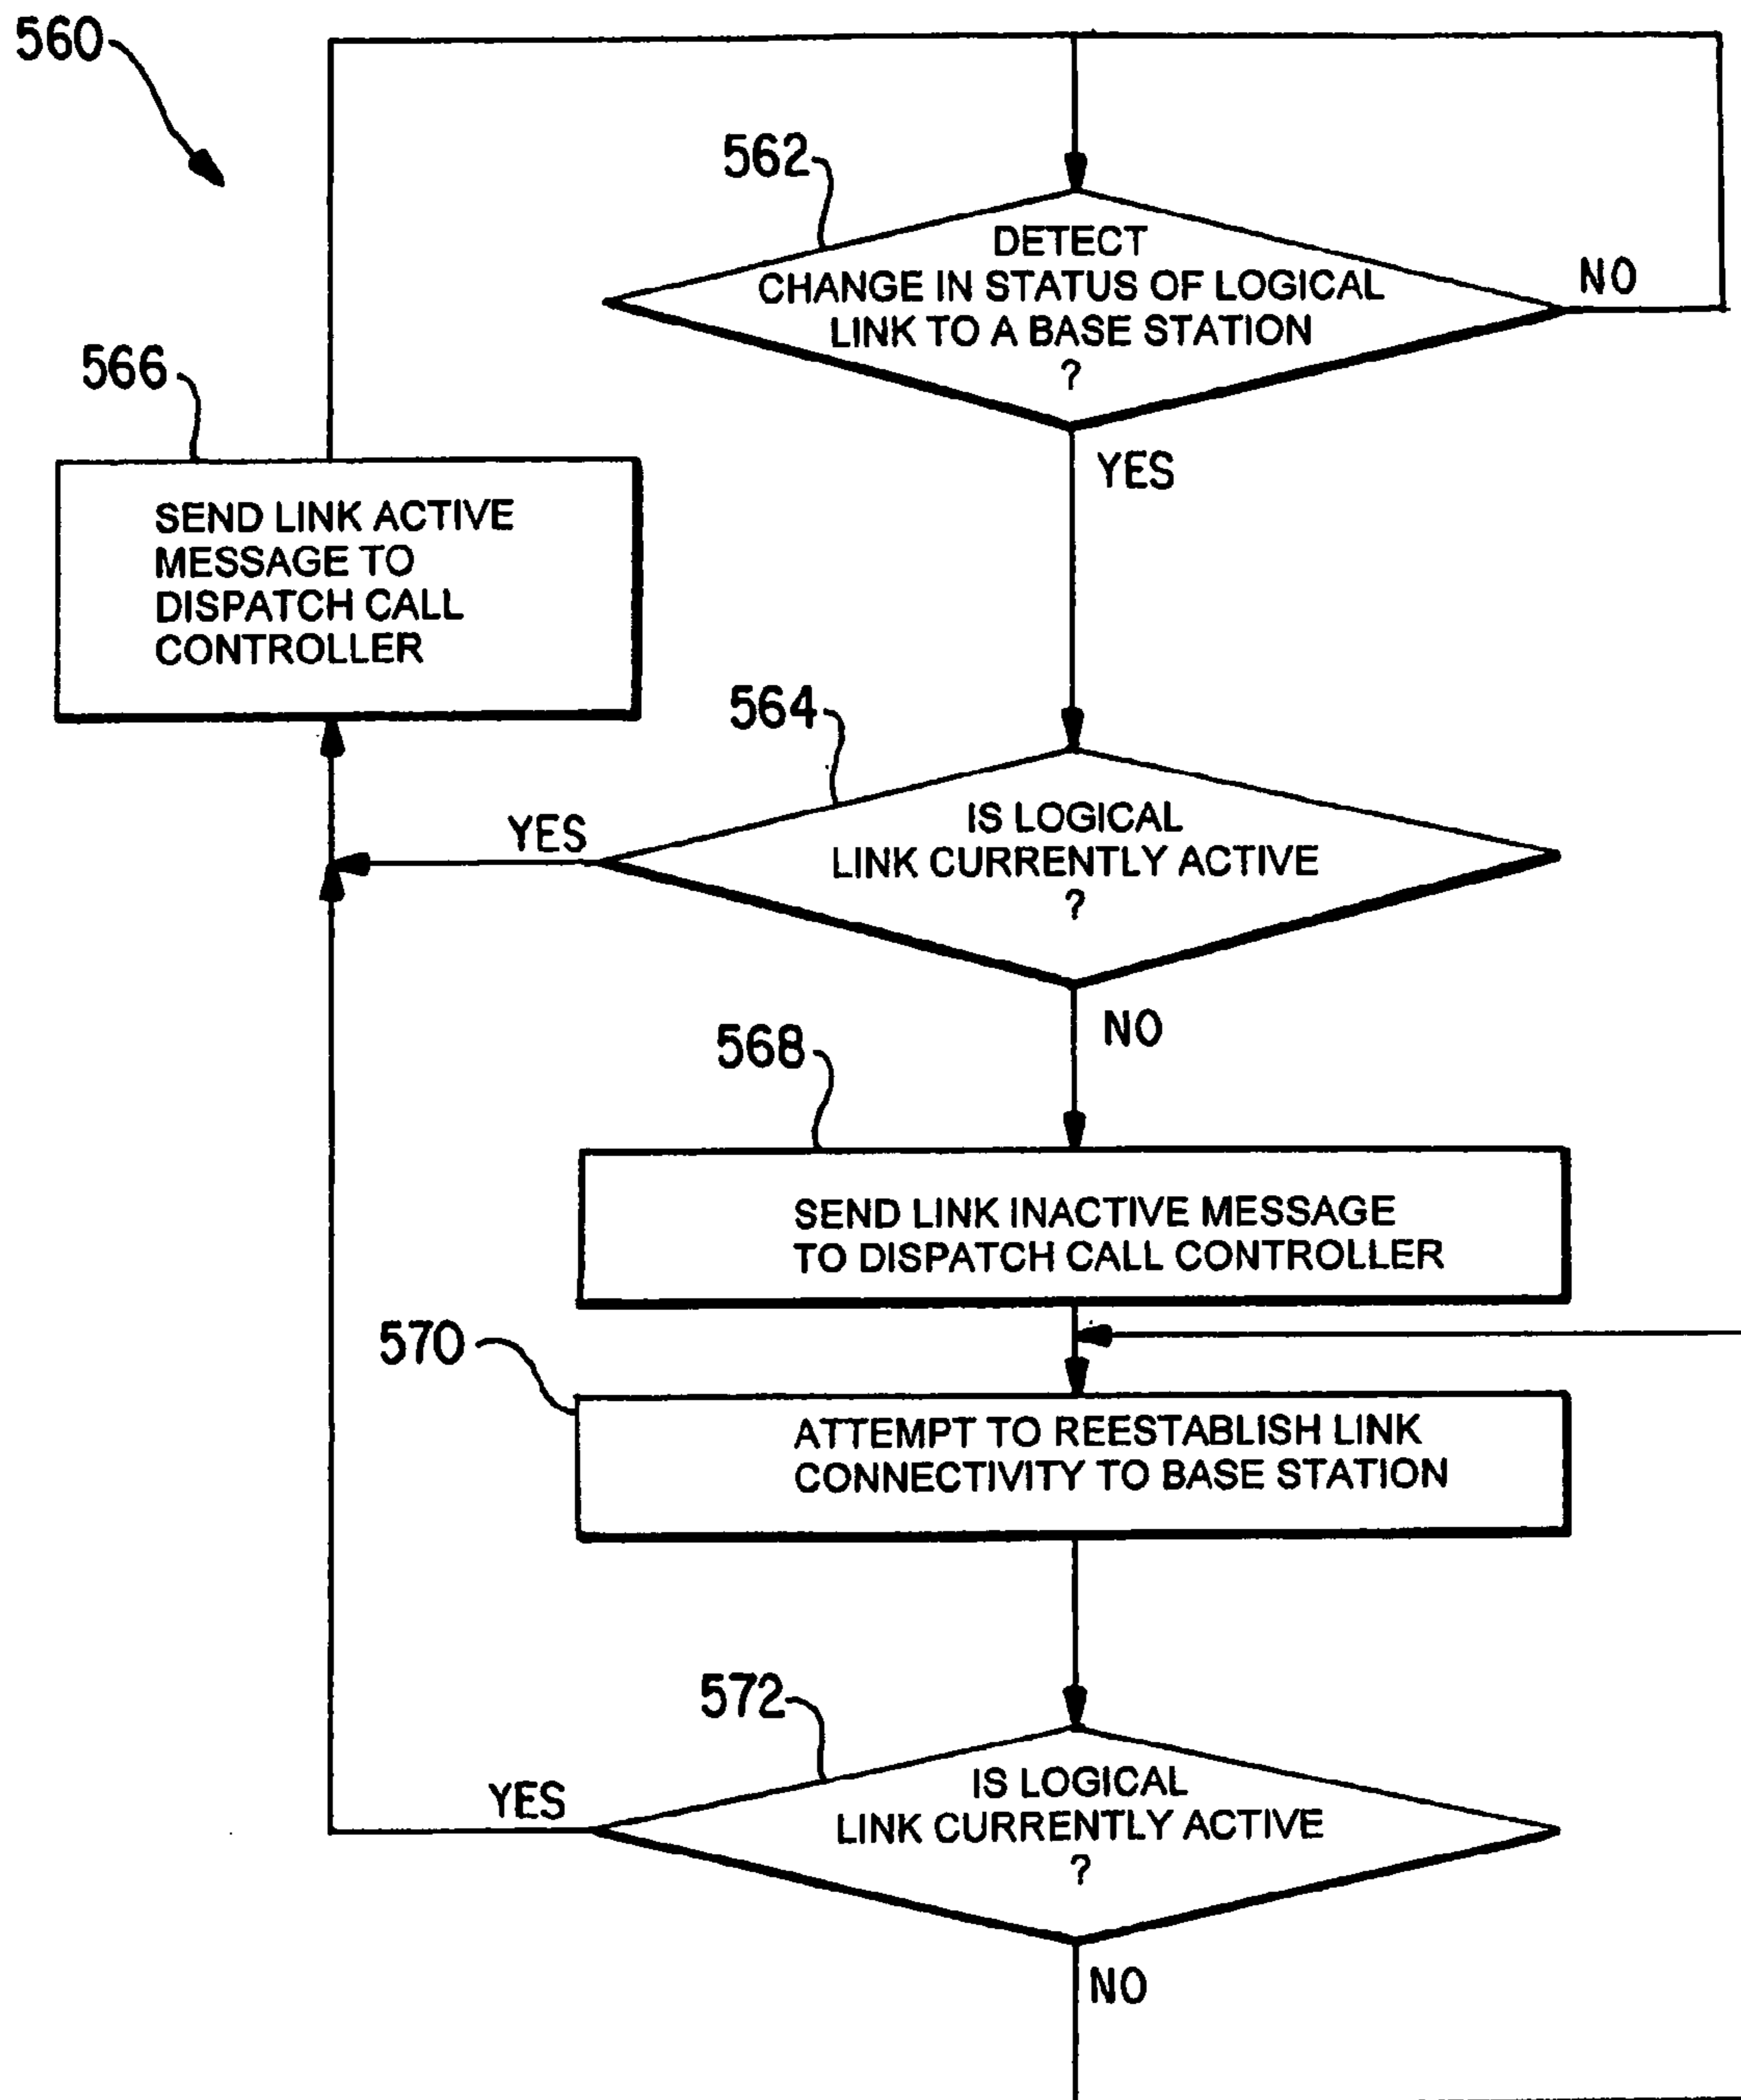 560
562
DETECT
CHANGE IN STATUS OF LOGICAL
LINK TO A BASE STATION
?
NO
YES
566
SEND LINK ACTIVE
MESSAGE TO
DISPATCH CALL
CONTROLLER
564
IS LOGICAL
LINK CURRENTLY ACTIVE
?
YES
NO
568
SEND LINK INACTIVE MESSAGE
TO DISPATCH CALL CONTROLLER
570
ATTEMPT TO REESTABLISH LINK
CONNECTIVITY TO BASE STATION
572
IS LOGICAL
LINK CURRENTLY ACTIVE
?
YES
NO